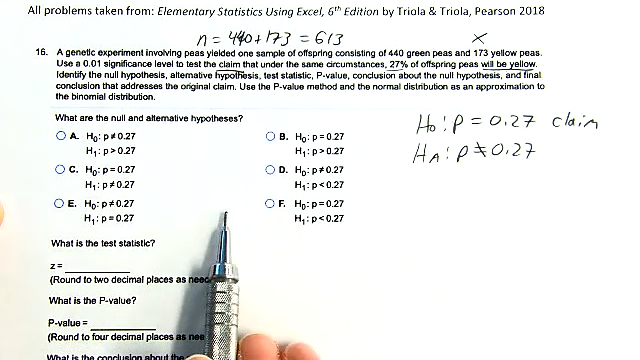 All problems taken from: Elementary Statistics Using Excel, 6th Edition by Triola & Triola, Pearson 2018
n = 440+173 = 613
x
16. A genetic experiment involving peas yielded one sample of offspring consisting of 440 green peas and 173 yellow peas.
Use a 0.01 significance level to test the claim that under the same circumstances, 27% of offspring peas will be yellow.
Identify the null hypothesis, alternative hypothesis, test statistic, P-value, conclusion about the null hypothesis, and final
conclusion that addresses the original claim. Use the P-value method and the normal distribution as an approximation to
the binomial distribution.
What are the null and alternative hypotheses?
A. H0: p ≠ 0.27
H1: p > 0.27
B. H0: p = 0.27
H1: p > 0.27
C. H0: p = 0.27
H1: p ≠ 0.27
D. H0: p ≠ 0.27
H1: p < 0.27
E. H0: p ≠ 0.27
H1: p = 0.27
F. H0: p = 0.27
H1: p < 0.27
H0: p = 0.27 claim
HA: p ≠ 0.27
What is the test statistic?
z =
(Round to two decimal places as
What is the P-value?
P-value =
(Round to four decimal places as
What is the conclusion about the